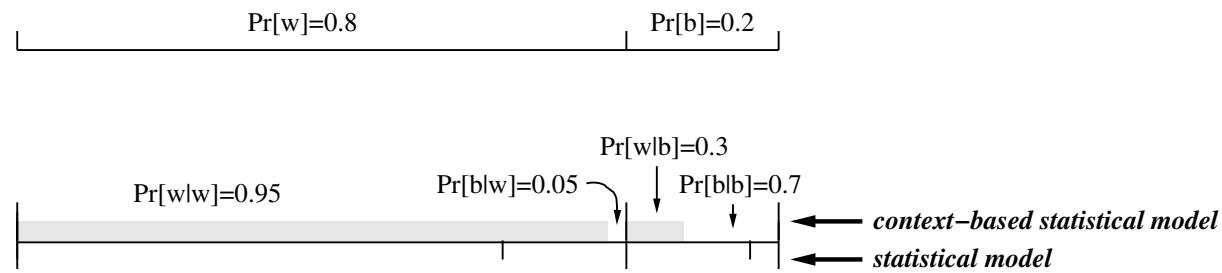 Pr[w]=0.8 Pr[b]=0.2
Pr[w|b]=0.3
Pr[w|w]=0.95 Pr[b|w]=0.05 Pr[b|b]=0.7
context−based statistical model
statistical model